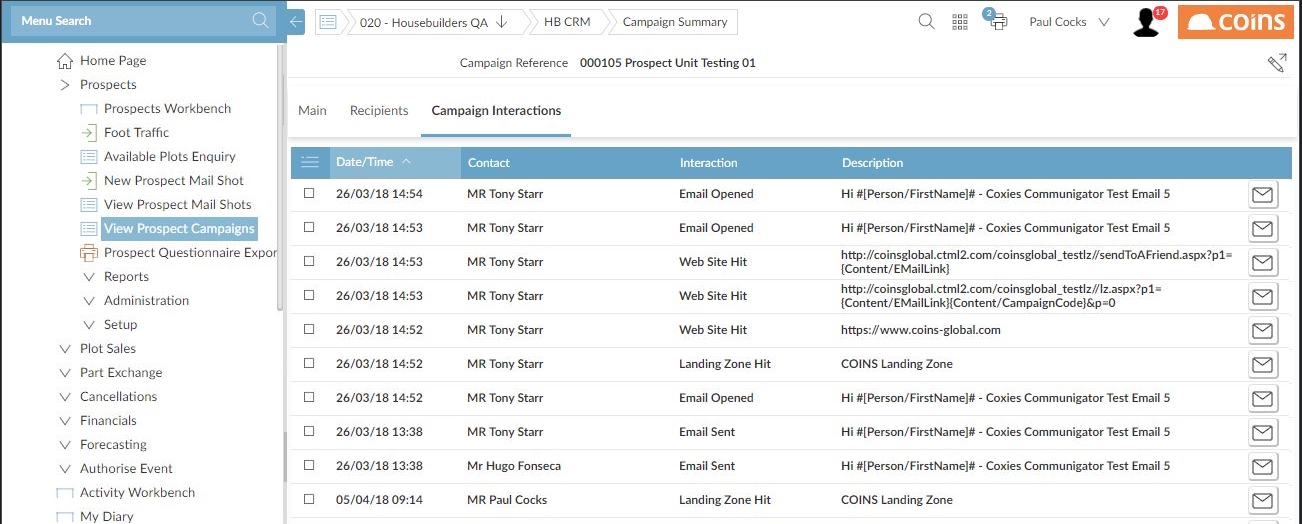 Menu Search
020 - Housebuilders QA
HB CRM
Campaign Summary
2
Paul Cocks
17
COINS
Home Page
Prospects
Prospects Workbench
Foot Traffic
Available Plots Enquiry
New Prospect Mail Shot
View Prospect Mail Shots
View Prospect Campaigns
Prospect Questionnaire Expor
Reports
Administration
Setup
Plot Sales
Part Exchange
Cancellations
Financials
Forecasting
Authorise Event
Activity Workbench
My Diary
Campaign Reference 000105 Prospect Unit Testing 01
Main Recipients Campaign Interactions
Date/Time Contact Interaction Description
26/03/18 14:54 MR Tony Starr Email Opened Hi #[Person/FirstName]# - Coxies Communigator Test Email 5
26/03/18 14:53 MR Tony Starr Email Opened Hi #[Person/FirstName]# - Coxies Communigator Test Email 5
26/03/18 14:53 MR Tony Starr Web Site Hit http://coinsglobal.ctml2.com/coinsglobal_testlz//sendToAFriend.aspx?p1=
{Content/EMailLink}
26/03/18 14:53 MR Tony Starr Web Site Hit http://coinsglobal.ctml2.com/coinsglobal_testlz//lz.aspx?p1=
{Content/EMailLink}{Content/CampaignCode}&p=0
26/03/18 14:52 MR Tony Starr Web Site Hit https://www.coins-global.com
26/03/18 14:52 MR Tony Starr Landing Zone Hit COINS Landing Zone
26/03/18 14:52 MR Tony Starr Email Opened Hi #[Person/FirstName]# - Coxies Communigator Test Email 5
26/03/18 13:38 MR Tony Starr Email Sent Hi #[Person/FirstName]# - Coxies Communigator Test Email 5
26/03/18 13:38 Mr Hugo Fonseca Email Sent Hi #[Person/FirstName]# - Coxies Communigator Test Email 5
05/04/18 09:14 MR Paul Cocks Landing Zone Hit COINS Landing Zone